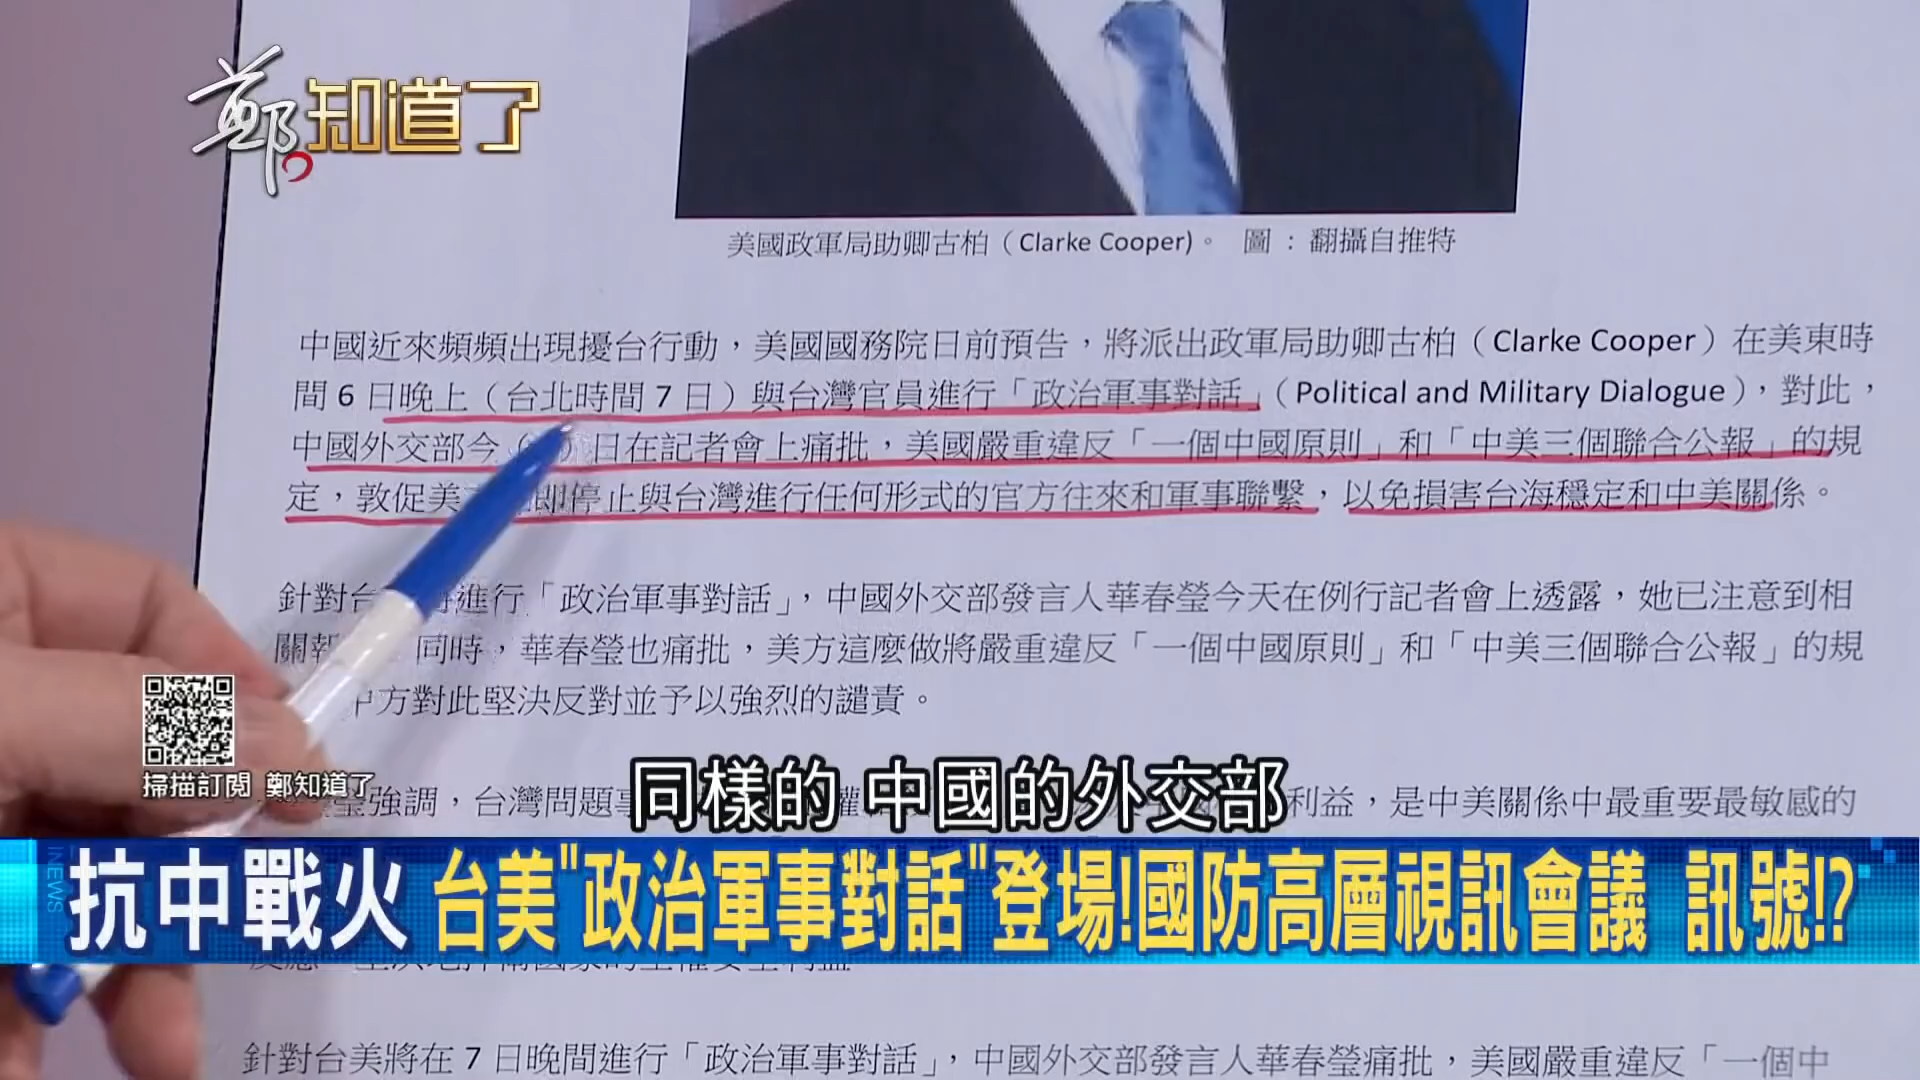 鄭知道了
美國政軍局助卿古柏（Clarke Cooper）。 圖：翻攝自推特
中國近來頻頻出現擾台行動，美國國務院日前預告，將派出政軍局助卿古柏（Clarke Cooper）在美東時
間 6 日晚上（台北時間 7 日）與台灣官員進行「政治軍事對話」（Political and Military Dialogue），對此，
中國外交部今 日在記者會上痛批，美國嚴重違反「一個中國原則」和「中美三個聯合公報」的規
定，敦促美 即停止與台灣進行任何形式的官方往來和軍事聯繫，以免損害台海穩定和中美關係。
針對台 進行「政治軍事對話」，中國外交部發言人華春瑩今天在例行記者會上透露，她已注意到相
關報 同時，華春瑩也痛批，美方這麼做將嚴重違反「一個中國原則」和「中美三個聯合公報」的規
中方對此堅決反對並予以強烈的譴責。
掃描訂閱 鄭知道了
瑩強調，台灣問題 利益，是中美關係中最重要最敏感的
同樣的 中國的外交部
NEWS
抗中戰火 台美"政治軍事對話"登場!國防高層視訊會議 訊號!?
針對台美將在 7 日晚間進行「政治軍事對話」，中國外交部發言人華春瑩痛批，美國嚴重違反「一個中